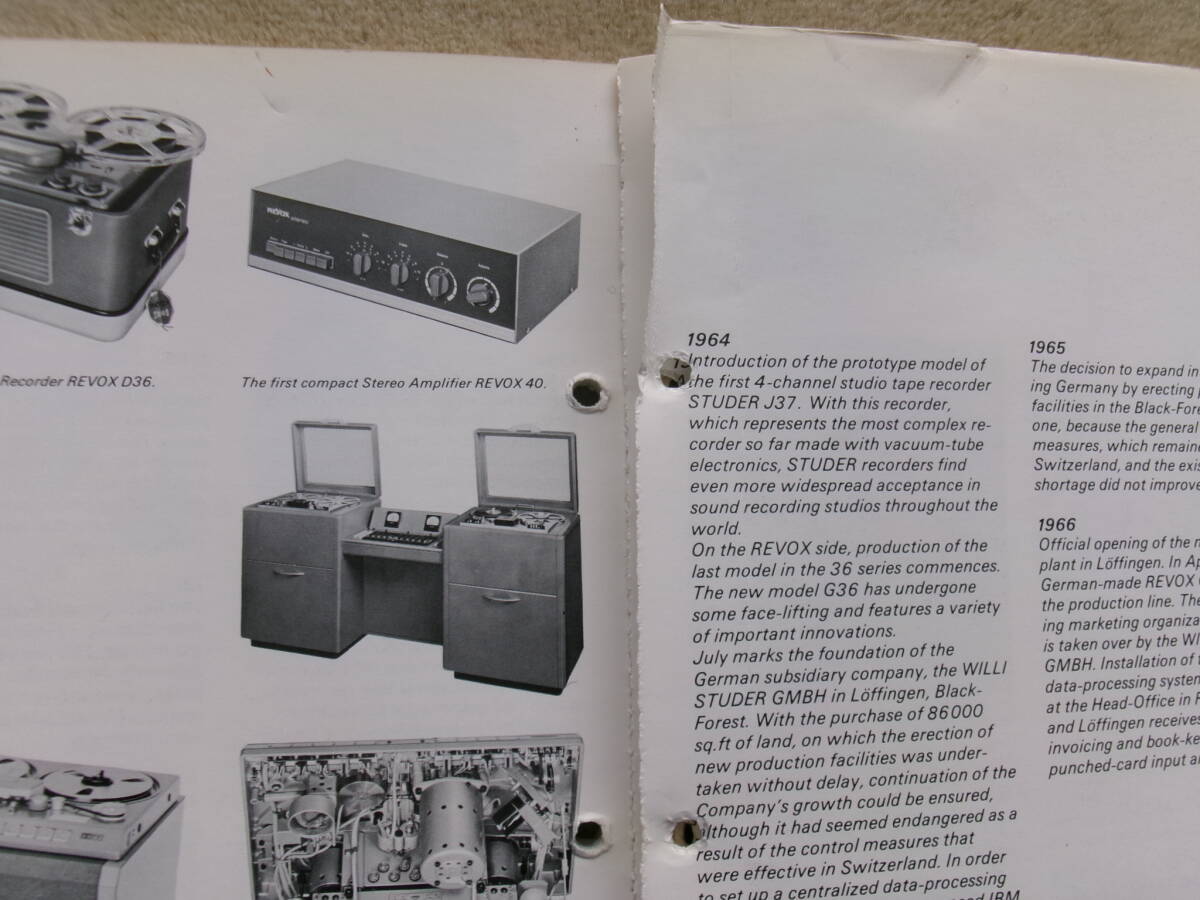 REVOX
Recorder REVOX D36.
The first compact Stereo Amplifier REVOX 40.
1964
Introduction of the prototype model of
the first 4-channel studio tape recorder
STUDER J37. With this recorder,
which represents the most complex re-
corder so far made with vacuum-tube
electronics, STUDER recorders find
even more widespread acceptance in
sound recording studios throughout the
world.
On the REVOX side, production of the
last model in the 36 series commences.
The new model G36 has undergone
some face-lifting and features a variety
of important innovations.
July marks the foundation of the
German subsidiary company, the WILLI
STUDER GMBH in Löffingen, Black-
Forest. With the purchase of 86000
sq.ft of land, on which the erection of
new production facilities was under-
taken without delay, continuation of the
Company's growth could be ensured,
although it had seemed endangered as a
result of the control measures that
were effective in Switzerland. In order
to set up a centralized data-processing
IBM
1965
The decision to expand in
ing Germany by erecting
facilities in the Black-Fore
one, because the general
measures, which remaine
Switzerland, and the exis
shortage did not improve
1966
Official opening of the
plant in Löffingen. In Ap
German-made REVOX
the production line. The
ing marketing organiza
is taken over by the WI
GMBH. Installation of
data-processing system
at the Head-Office in
and Löffingen receives
invoicing and book-ke
punched-card input a